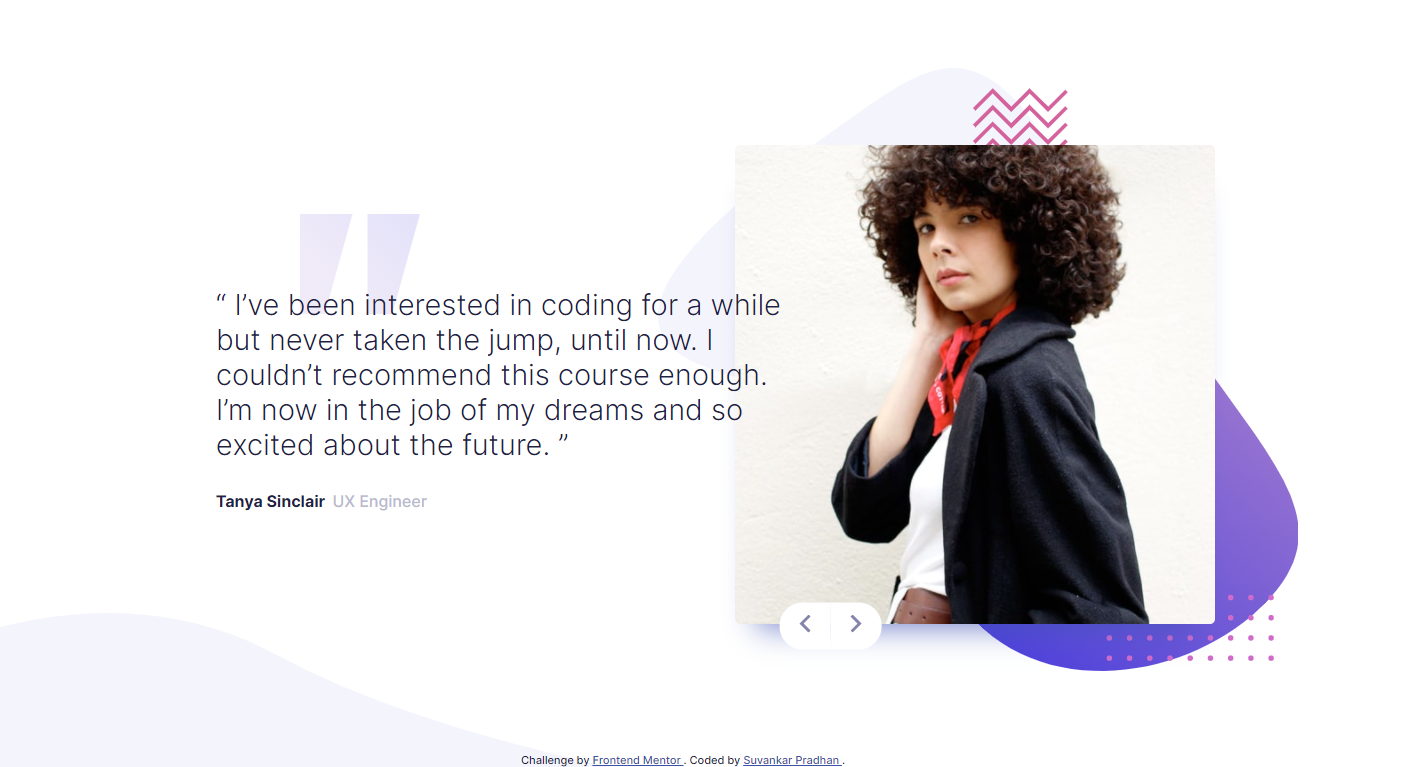 “ I’ve been interested in coding for a while
but never taken the jump, until now. I
couldn’t recommend this course enough.
I’m now in the job of my dreams and so
excited about the future. ”
Tanya Sinclair UX Engineer
Challenge by Frontend Mentor . Coded by Suvankar Pradhan .